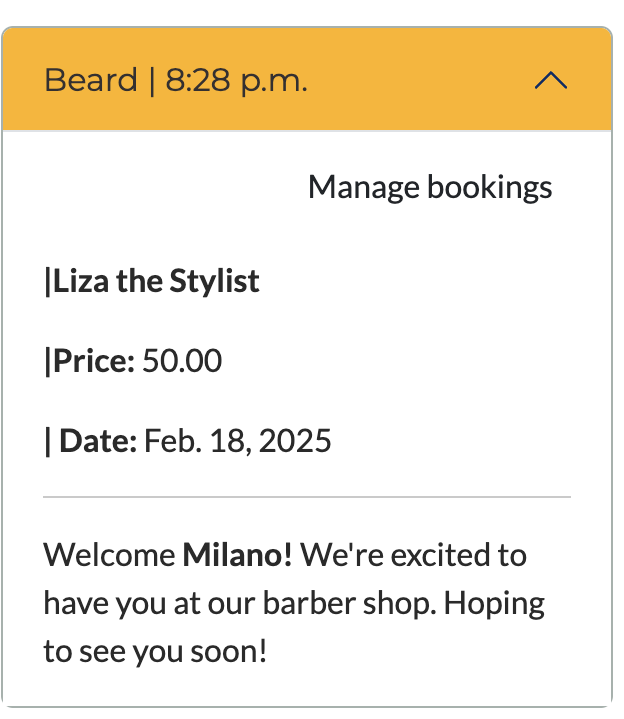 Beard | 8:28 p.m.
Manage bookings
|Liza the Stylist
|Price: 50.00
| Date: Feb. 18, 2025
Welcome Milano! We're excited to
have you at our barber shop. Hoping
to see you soon!